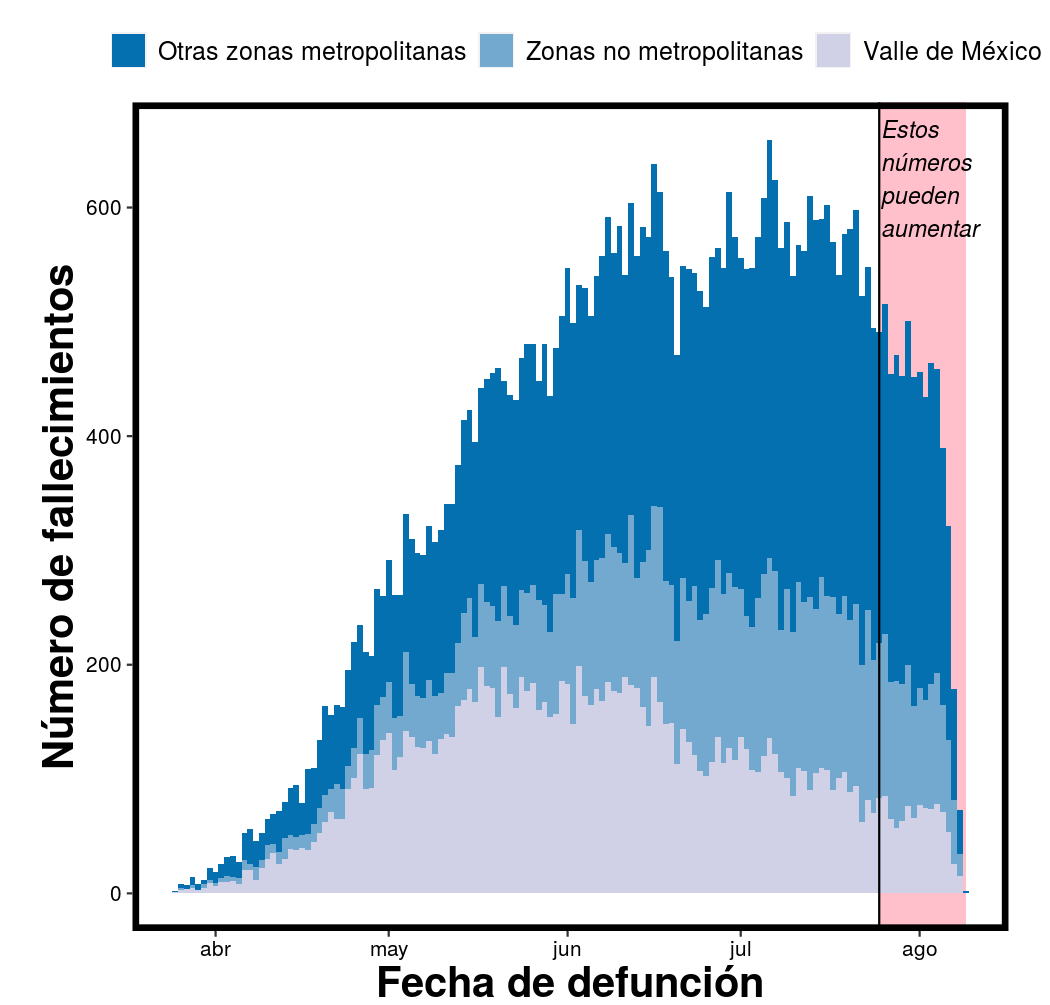 Otras zonas metropolitanas
Zonas no metropolitanas
Valle de México
Estos
números
pueden
aumentar
600
400
200
0
Número de fallecimientos
abr
may
jun
jul
ago
Fecha de defunción